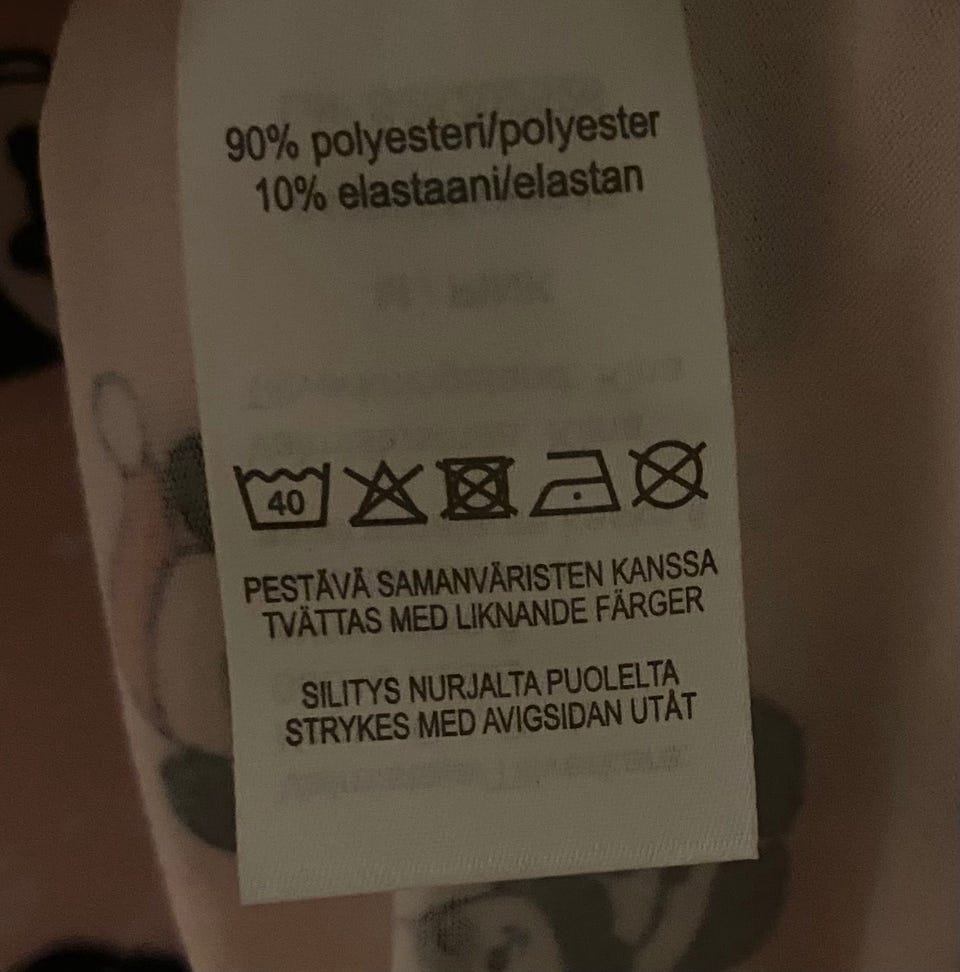 90% polyesteri/polyester
10% elastaani/elastan
40
PESTÄVÄ SAMANVÄRISTEN KANSSA
TVÄTTAS MED LIKNANDE FÄRGER
SILITYS NURJALTA PUOLELTA
STRYKES MED AVIGSIDAN UTÅT